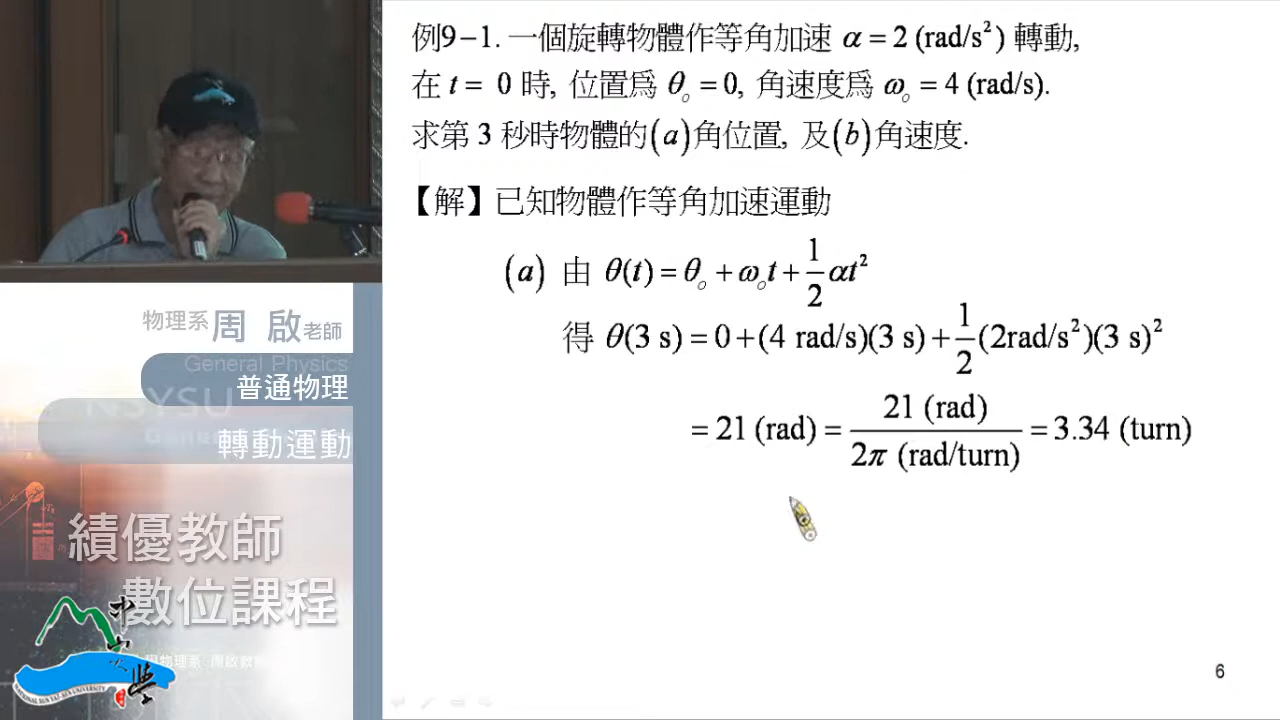 例9-1. 一個旋轉物體作等角加速 α = 2 (rad/s²) 轉動,
在 t = 0 時, 位置爲 θ₀ = 0, 角速度爲 ω₀ = 4 (rad/s).
求第 3 秒時物體的(a)角位置, 及(b)角速度.
【解】已知物體作等角加速運動
(a) 由 θ(t) = θ₀ + ω₀t + 1/2 αt²
得 θ(3 s) = 0 + (4 rad/s)(3 s) + 1/2 (2rad/s²)(3 s)²
= 21 (rad) = 21 (rad) / 2π (rad/turn) = 3.34 (turn)
6
物理系 周 啟 老師
General Physics
普通物理
NSYSU
轉動運動
績優教師
數位課程